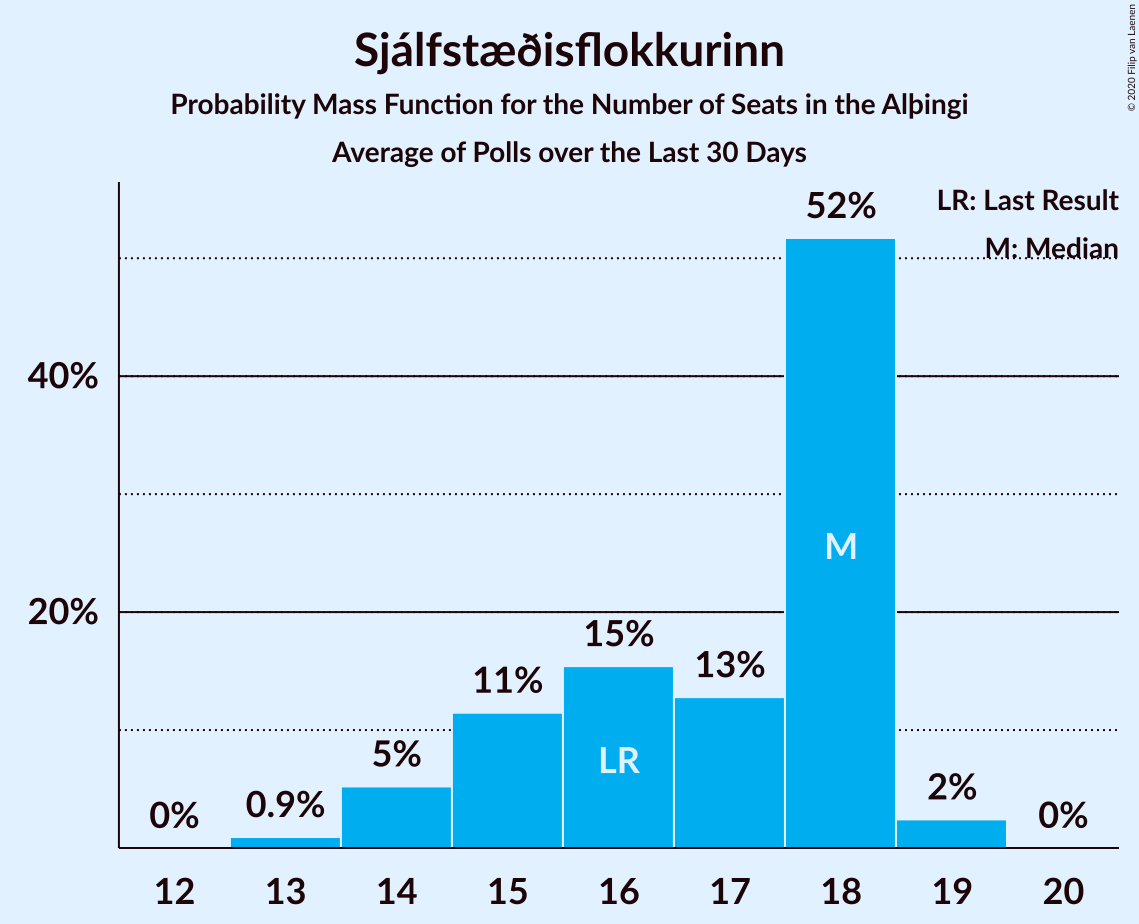 Sjálfstæðisflokkurinn
Probability Mass Function for the Number of Seats in the Alþingi
Average of Polls over the Last 30 Days
© 2020 Filip van Laenen
LR: Last Result
M: Median
40%
20%
0%
0.9%
5%
11%
15%
13%
52%
2%
0%
LR
M
12 13 14 15 16 17 18 19 20